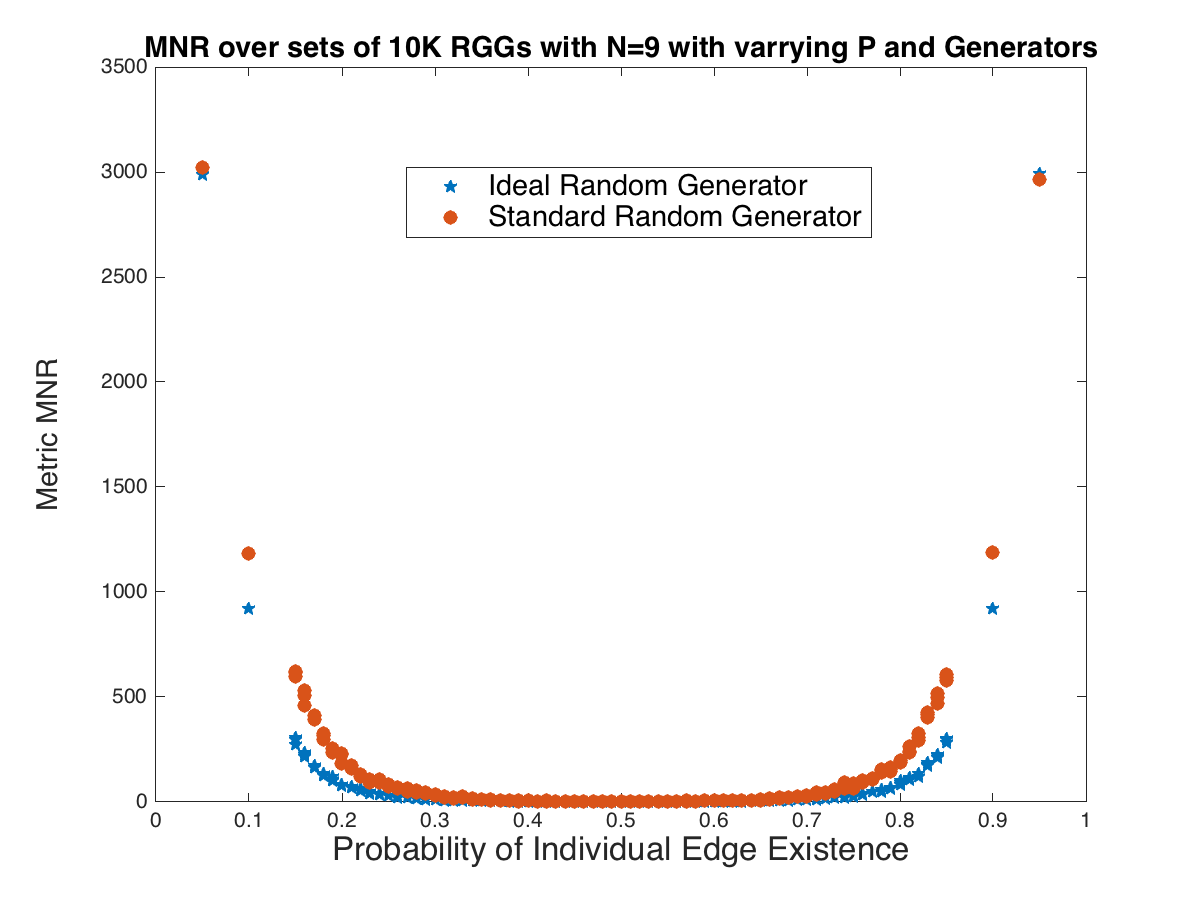 MNR over sets of 10K RGGs with N=9 with varrying P and Generators
3500
3000
2500
2000
1500
1000
500
0
Metric MNR
Ideal Random Generator
Standard Random Generator
0 0.1 0.2 0.3 0.4 0.5 0.6 0.7 0.8 0.9 1
Probability of Individual Edge Existence